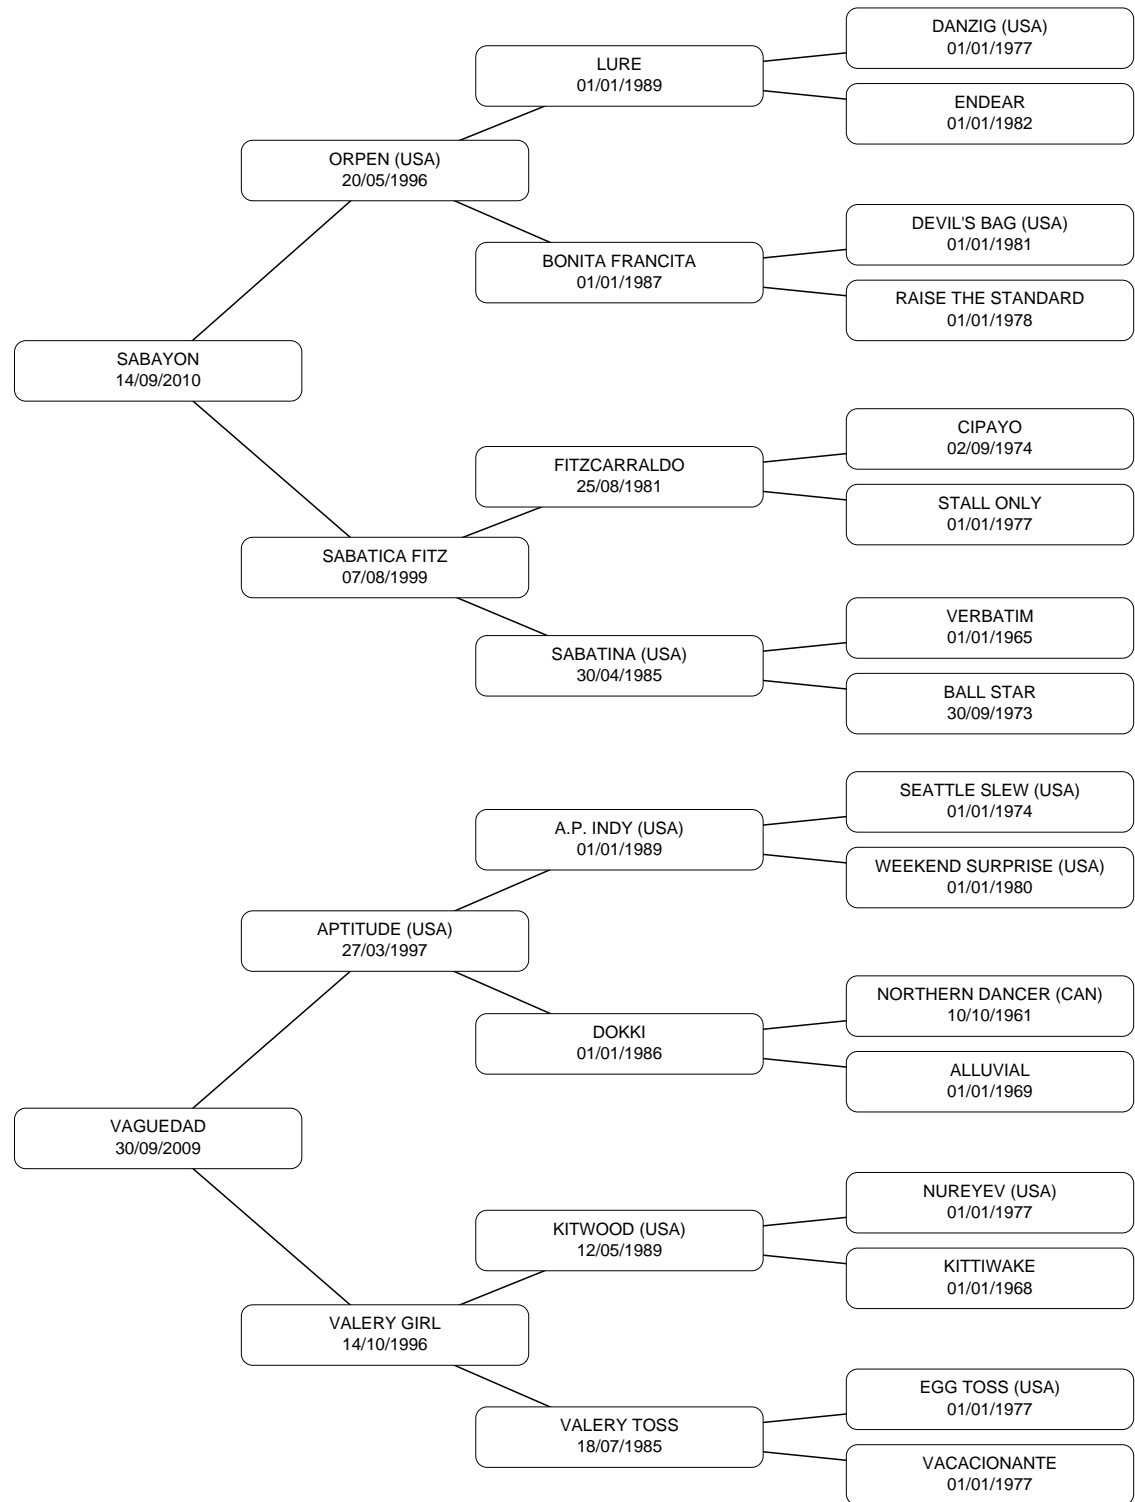 DANZIG (USA)
01/01/1977
LURE
01/01/1989
ENDEAR
01/01/1982
ORPEN (USA)
20/05/1996
DEVIL'S BAG (USA)
01/01/1981
BONITA FRANCITA
01/01/1987
RAISE THE STANDARD
01/01/1978
SABAYON
14/09/2010
CIPAYO
02/09/1974
FITZCARRALDO
25/08/1981
STALL ONLY
01/01/1977
SABATICA FITZ
07/08/1999
VERBATIM
01/01/1965
SABATINA (USA)
30/04/1985
BALL STAR
30/09/1973
SEATTLE SLEW (USA)
01/01/1974
A.P. INDY (USA)
01/01/1989
WEEKEND SURPRISE (USA)
01/01/1980
APTITUDE (USA)
27/03/1997
NORTHERN DANCER (CAN)
10/10/1961
DOKKI
01/01/1986
ALLUVIAL
01/01/1969
VAGUEDAD
30/09/2009
NUREYEV (USA)
01/01/1977
KITWOOD (USA)
12/05/1989
KITTIWAKE
01/01/1968
VALERY GIRL
14/10/1996
EGG TOSS (USA)
01/01/1977
VALERY TOSS
18/07/1985
VACACIONANTE
01/01/1977